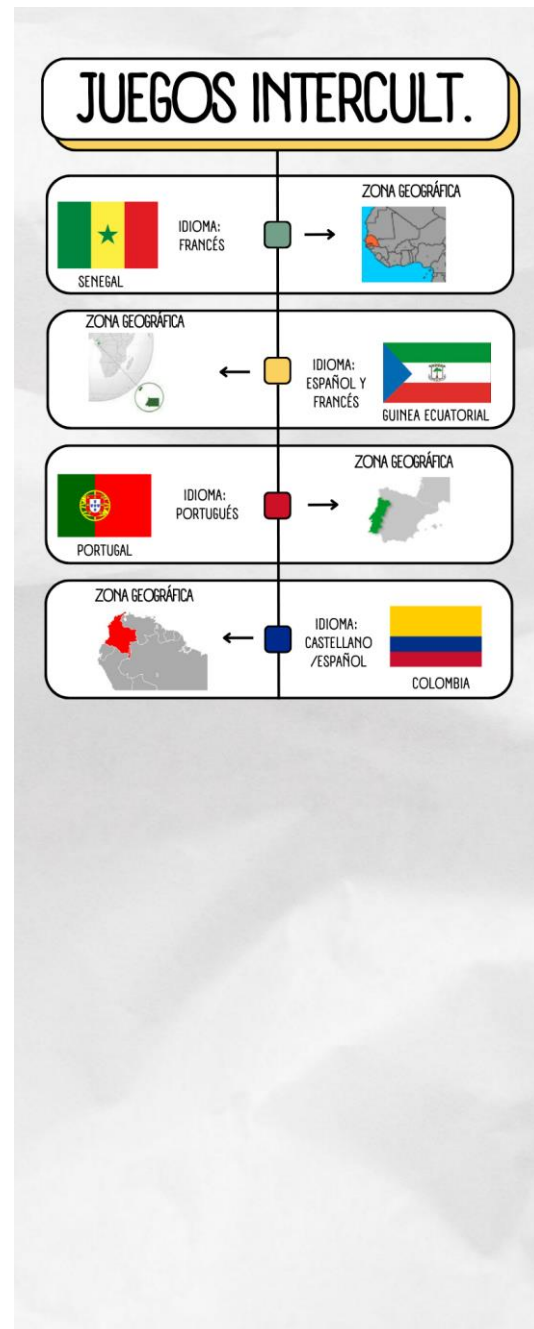 JUEGOS INTERCULT.
ZONA GEOGRÁFICA
IDIOMA:
FRANCÉS
SENEGAL
ZONA GEOGRÁFICA
IDIOMA:
ESPAÑOL Y
FRANCÉS
GUINEA ECUATORIAL
ZONA GEOGRÁFICA
IDIOMA:
PORTUGUÉS
PORTUGAL
ZONA GEOGRÁFICA
IDIOMA:
CASTELLANO
/ESPAÑOL
COLOMBIA